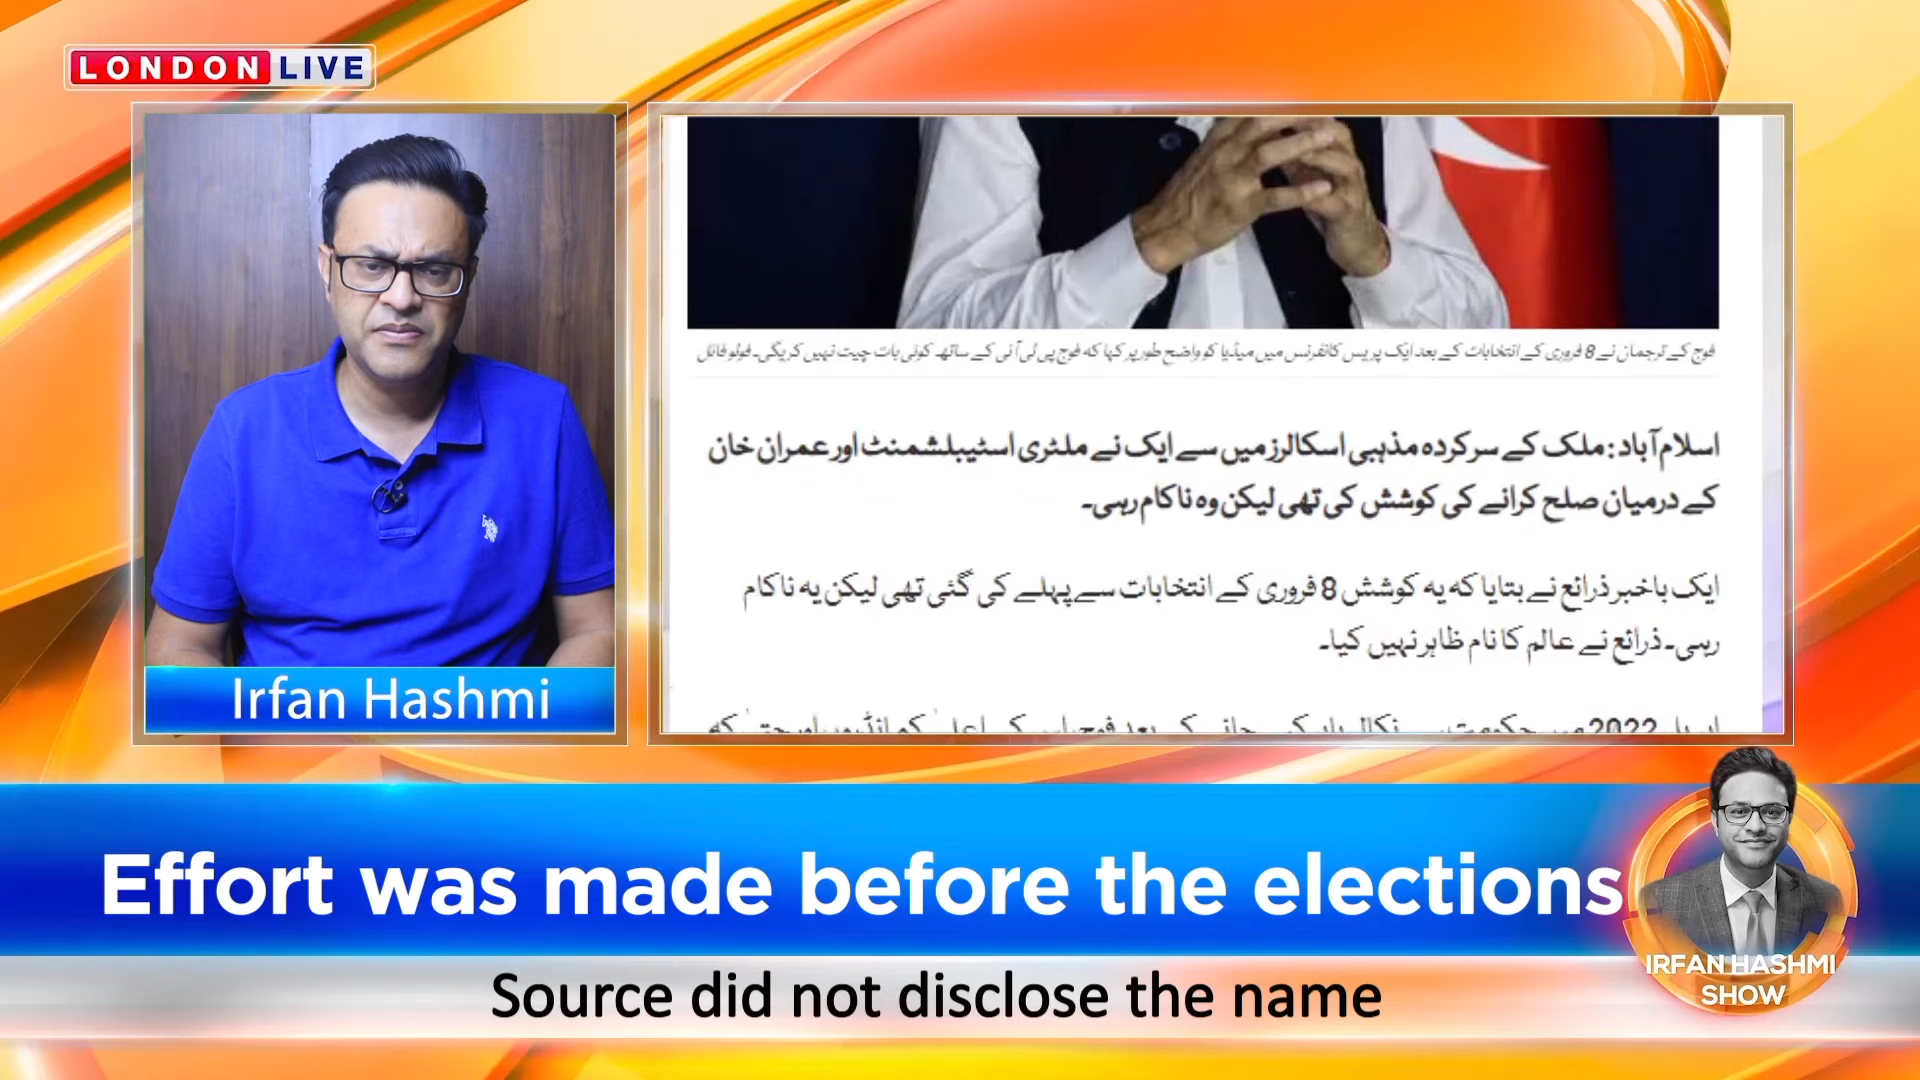 LONDON LIVE
فوج کے ترجمان نے 8 فروری کے انتخابات کے بعد ایک پریس کانفرنس میں میڈیا کو واضح طور پر کہا کہ فوج پی ٹی آئی کے ساتھ کوئی بات چیت نہیں کریگی۔ فوٹو فائل
اسلام آباد : ملک کے سرکردہ مذہبی اسکالرز میں سے ایک نے ملٹری اسٹیبلشمنٹ اور عمران خان
کے درمیان صلح کرانے کی کوشش کی تھی لیکن وہ ناکام رہی۔
ایک باخبر ذرائع نے بتایا کہ یہ کوشش 8 فروری کے انتخابات سے پہلے کی گئی تھی لیکن یہ ناکام
رہی۔ ذرائع نے عالم کا نام ظاہر نہیں کیا۔
2022
Irfan Hashmi
Effort was made before the elections
Source did not disclose the name
IRFAN HASHMI
SHOW